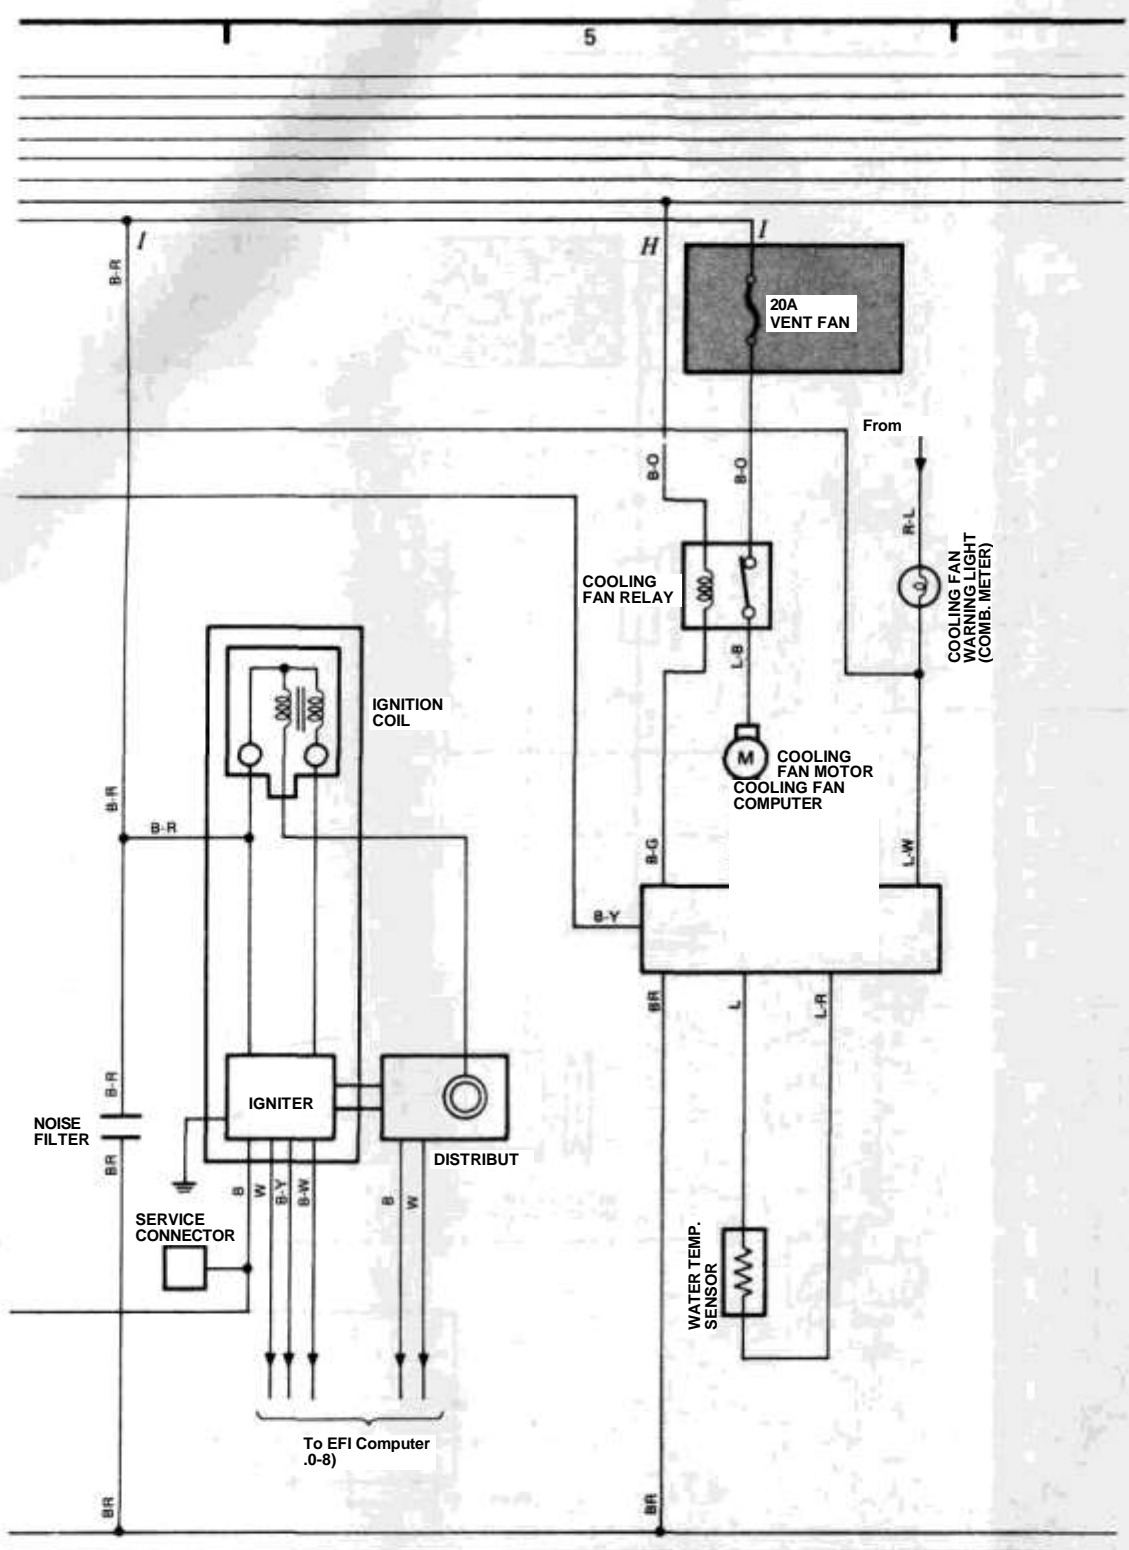 5
I
H
I
B-R
20A
VENT FAN
From
B-O
B-O
R-L
COOLING FAN
WARNING LIGHT
(COMB. METER)
COOLING
FAN RELAY
L-B
IGNITION
COIL
M
COOLING
FAN MOTOR
COOLING FAN
COMPUTER
B-R
B-R
B-G
L-W
B-Y
BR
L
L-R
B-R
IGNITER
NOISE
FILTER
BR
DISTRIBUT
B
W
B-Y
B-W
B
W
SERVICE
CONNECTOR
WATER TEMP.
SENSOR
To EFI Computer
.0-8)
BR
BR